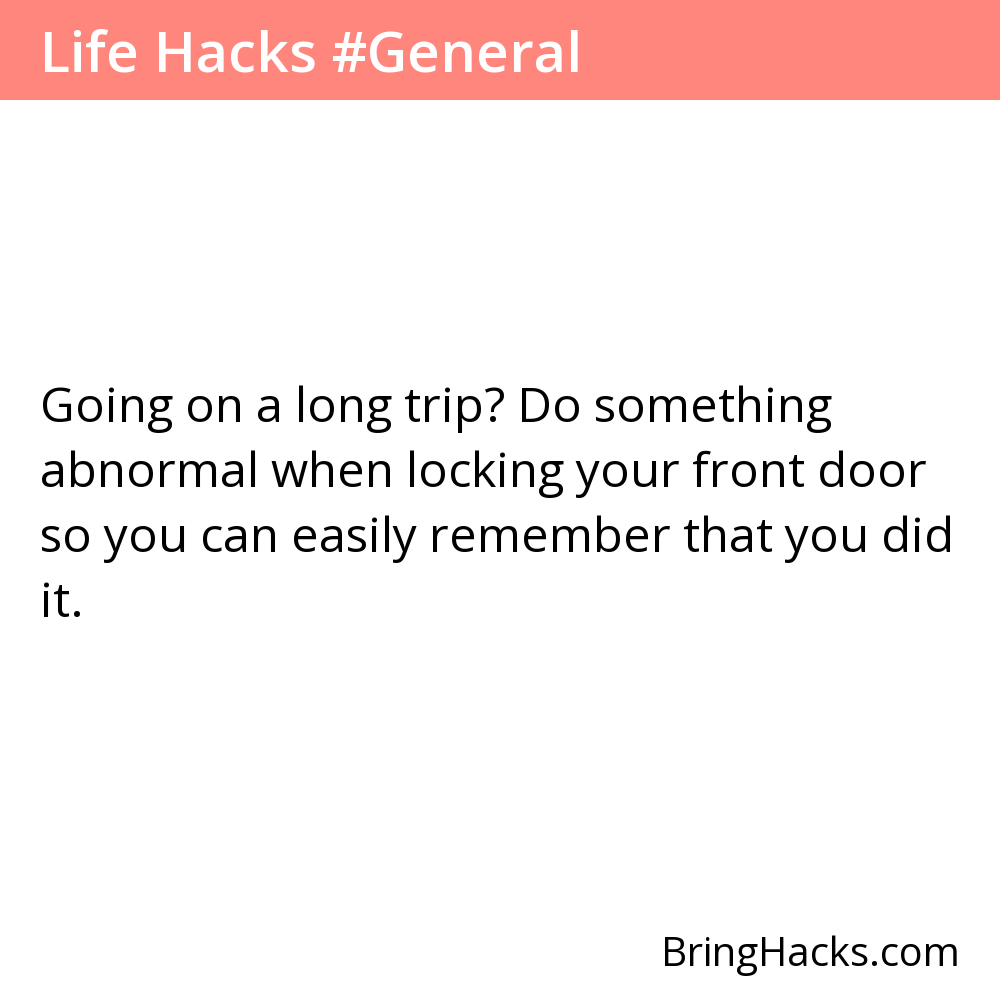 Life Hacks #General
Going on a long trip? Do something
abnormal when locking your front door
so you can easily remember that you did
it.
BringHacks.com